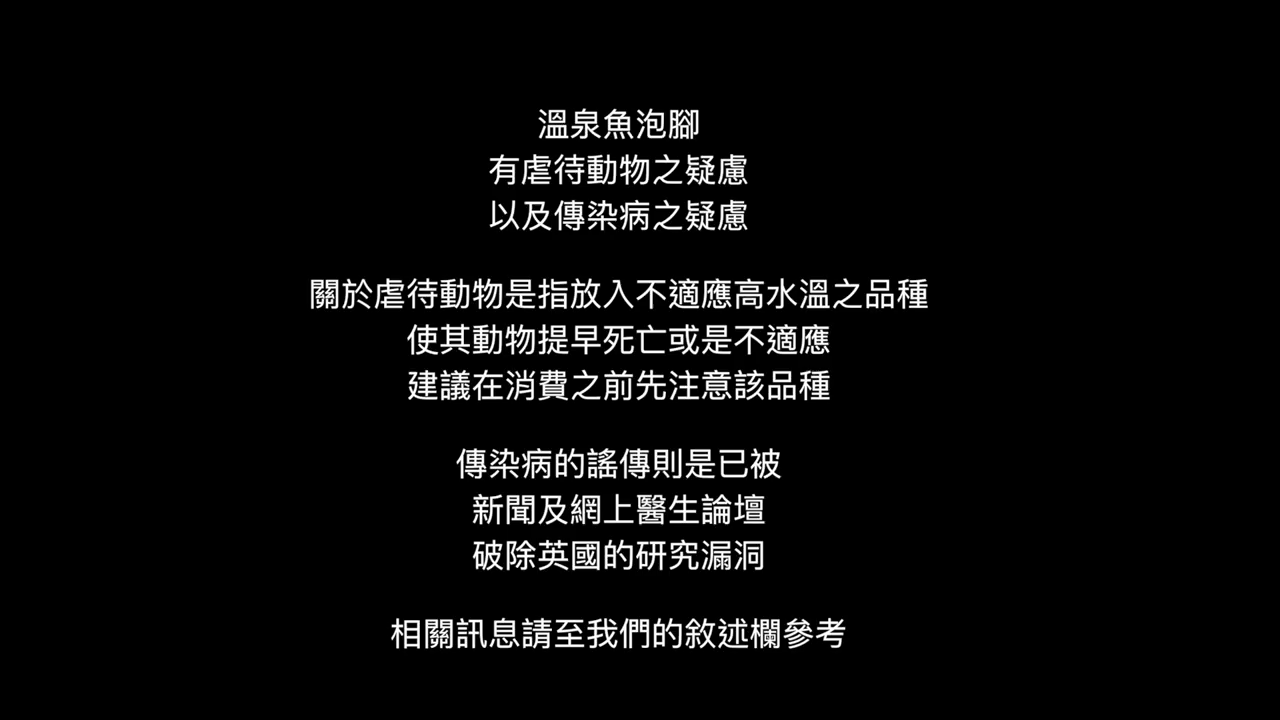 溫泉魚泡腳
有虐待動物之疑慮
以及傳染病之疑慮
關於虐待動物是指放入不適應高水溫之品種
使其動物提早死亡或是不適應
建議在消費之前先注意該品種
傳染病的謠傳則是已被
新聞及網上醫生論壇
破除英國的研究漏洞
相關訊息請至我們的敘述欄參考